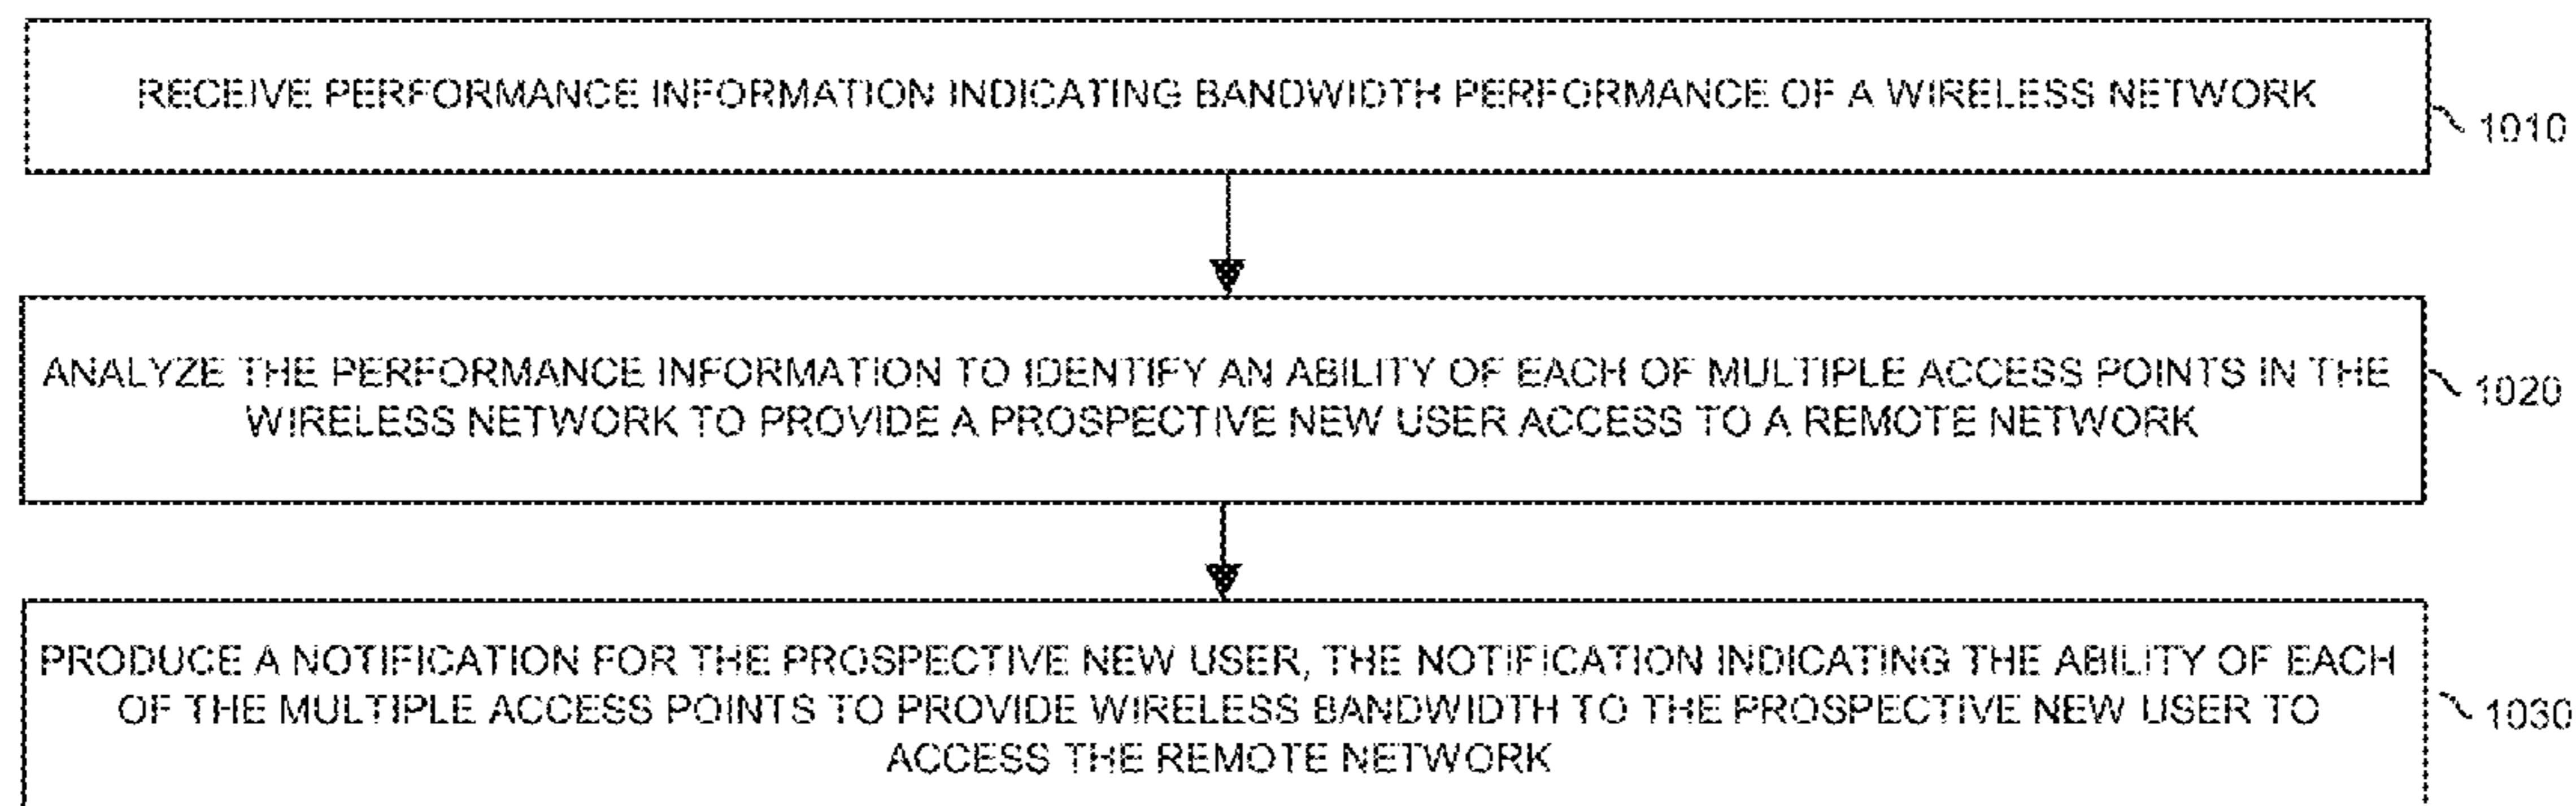 RECEIVE PERFORMANCE INFORMATION INDICATING BANDWIDTH PERFORMANCE OF A WIRELESS NETWORK
1010
ANALYZE THE PERFORMANCE INFORMATION TO IDENTIFY AN ABILITY OF EACH OF MULTIPLE ACCESS POINTS IN THE
WIRELESS NETWORK TO PROVIDE A PROSPECTIVE NEW USER ACCESS TO A REMOTE NETWORK
1020
PRODUCE A NOTIFICATION FOR THE PROSPECTIVE NEW USER, THE NOTIFICATION INDICATING THE ABILITY OF EACH
OF THE MULTIPLE ACCESS POINTS TO PROVIDE WIRELESS BANDWIDTH TO THE PROSPECTIVE NEW USER TO
ACCESS THE REMOTE NETWORK
1030